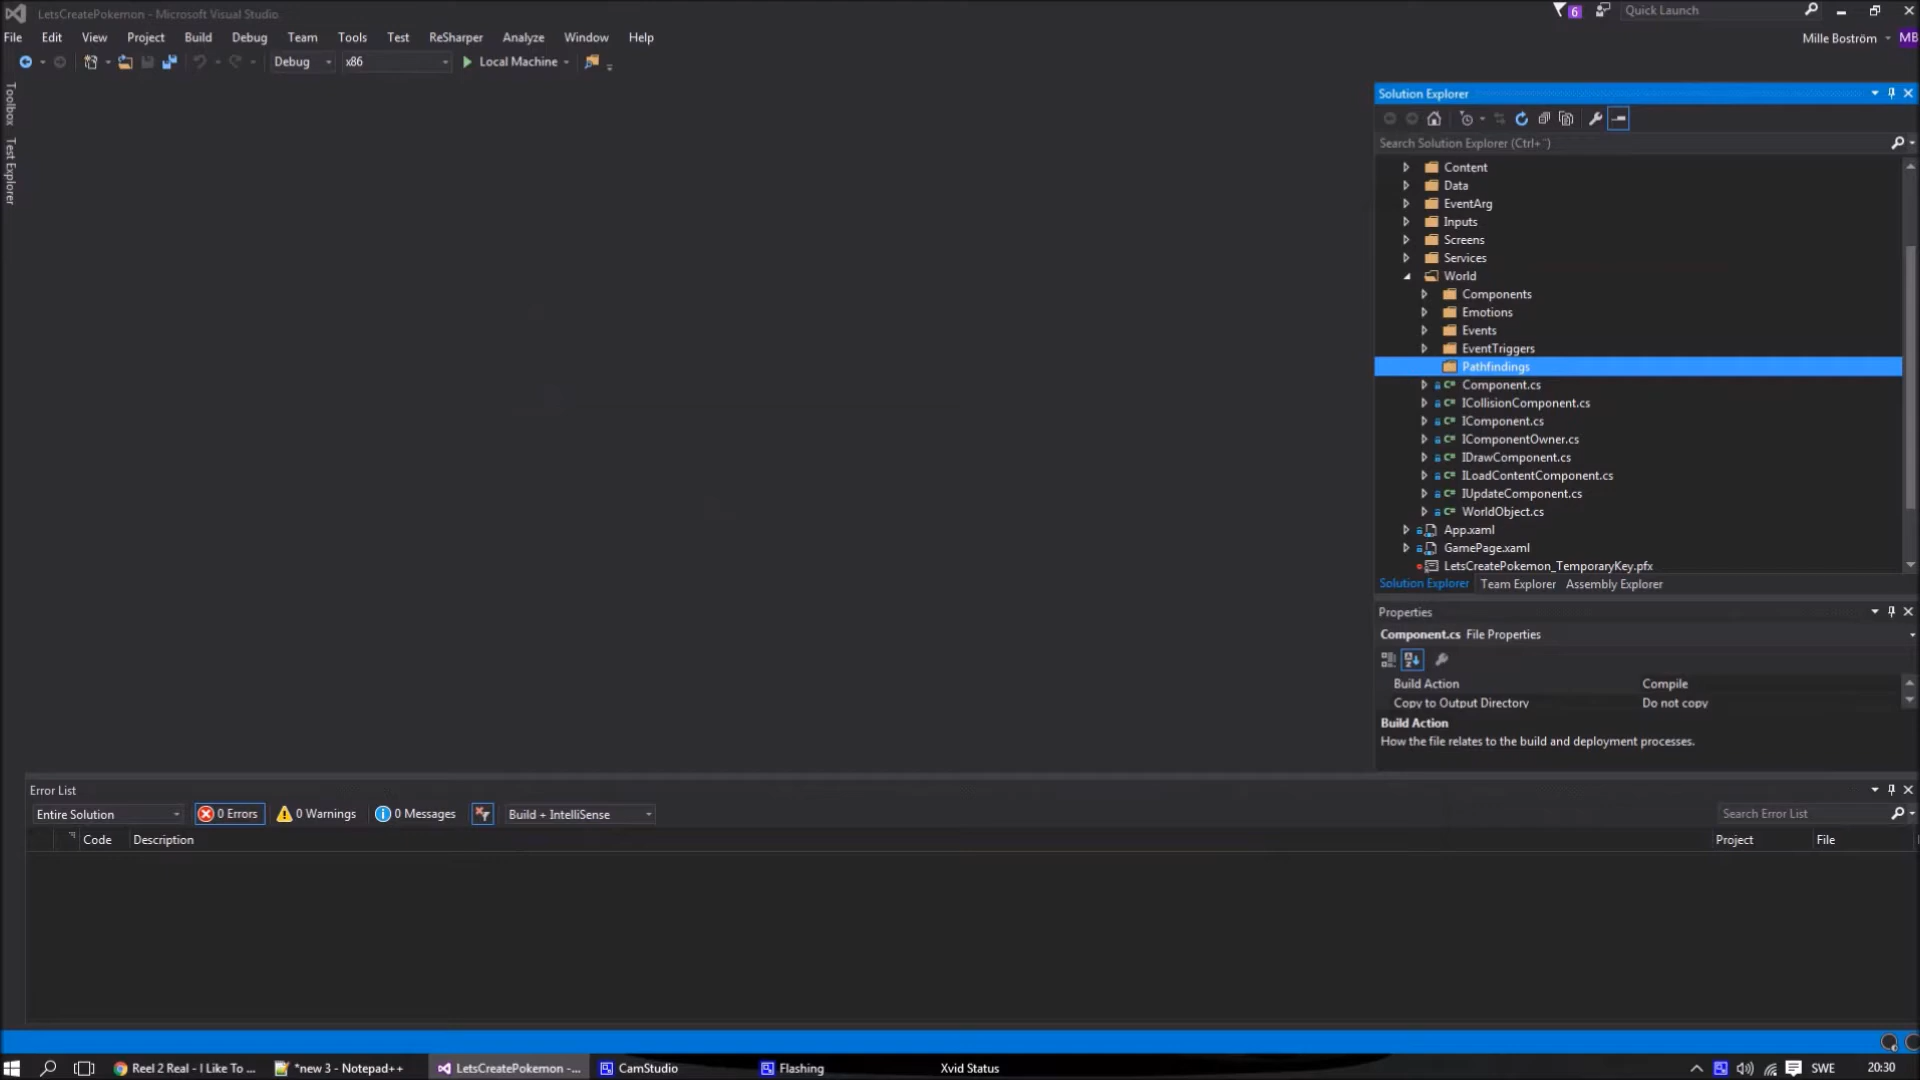 LetsCreatePokemon - Microsoft Visual Studio
6
Quick Launch
File Edit View Project Build Debug Team Tools Test ReSharper Analyze Window Help
Mille Boström
MB
Debug x86 Local Machine
Toolbox
Test Explorer
Solution Explorer
Search Solution Explorer (Ctrl+¨)
Content
Data
EventArg
Inputs
Screens
Services
World
Components
Emotions
Events
EventTriggers
Pathfindings
Component.cs
ICollisionComponent.cs
IComponent.cs
IComponentOwner.cs
IDrawComponent.cs
ILoadContentComponent.cs
IUpdateComponent.cs
WorldObject.cs
App.xaml
GamePage.xaml
LetsCreatePokemon_TemporaryKey.pfx
Solution Explorer Team Explorer Assembly Explorer
Properties
Component.cs File Properties
Build Action Compile
Copy to Output Directory Do not copy
Build Action
How the file relates to the build and deployment processes.
Error List
Entire Solution 0 Errors 0 Warnings 0 Messages Build + IntelliSense
Search Error List
Code Description Project File
Reel 2 Real - I Like To ... *new 3 - Notepad++ LetsCreatePokemon -... CamStudio Flashing Xvid Status
SWE 20:30